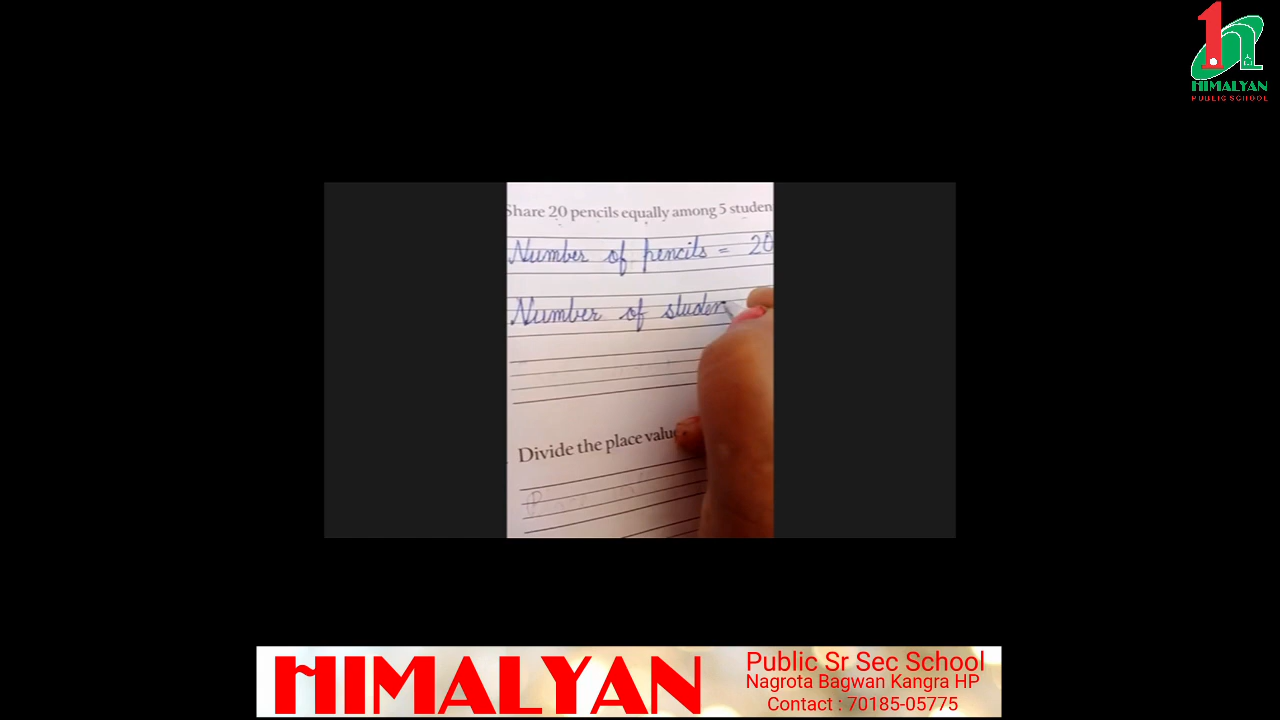 HIMALYAN
PUBLIC SCHOOL
Share 20 pencils equally among 5 studen
Number of pencils = 20
Number of studen
Divide the place valu
HIMALYAN
Public Sr Sec School
Nagrota Bagwan Kangra HP
Contact : 70185-05775